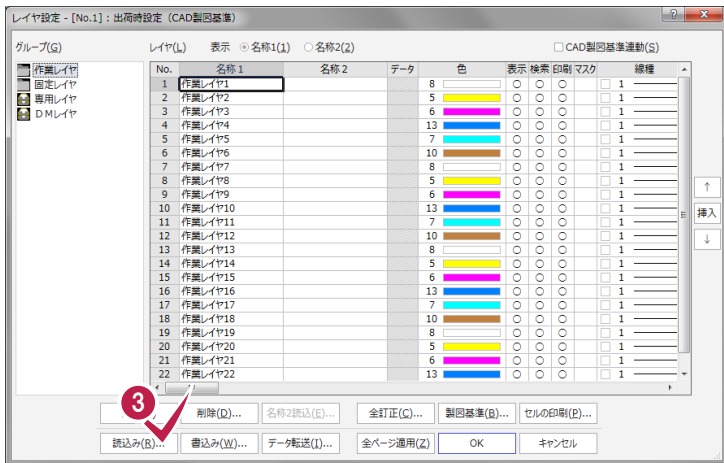 レイヤ設定 - [No.1] : 出荷時設定（CAD製図基準）
グループ(G) レイヤ(L) 表示 名称1(1) 名称2(2) CAD製図基準連動(S)
作業レイヤ
固定レイヤ
専用レイヤ
ＤＭレイヤ
No. 名称 1 名称 2 データ 色 表示 検索 印刷 マスク 線種
1 作業レイヤ1 8 ○ ○ ○ 1
2 作業レイヤ2 5 ○ ○ ○ 1
3 作業レイヤ3 6 ○ ○ ○ 1
4 作業レイヤ4 13 ○ ○ ○ 1
5 作業レイヤ5 7 ○ ○ ○ 1
6 作業レイヤ6 10 ○ ○ ○ 1
7 作業レイヤ7 8 ○ ○ ○ 1
8 作業レイヤ8 5 ○ ○ ○ 1
9 作業レイヤ9 6 ○ ○ ○ 1
10 作業レイヤ10 13 ○ ○ ○ 1
11 作業レイヤ11 7 ○ ○ ○ 1
12 作業レイヤ12 10 ○ ○ ○ 1
13 作業レイヤ13 8 ○ ○ ○ 1
14 作業レイヤ14 5 ○ ○ ○ 1
15 作業レイヤ15 6 ○ ○ ○ 1
16 作業レイヤ16 13 ○ ○ ○ 1
17 作業レイヤ17 7 ○ ○ ○ 1
18 作業レイヤ18 10 ○ ○ ○ 1
19 作業レイヤ19 8 ○ ○ ○ 1
20 作業レイヤ20 5 ○ ○ ○ 1
21 作業レイヤ21 6 ○ ○ ○ 1
22 作業レイヤ22 13 ○ ○ ○ 1
↑
挿入
↓
3
削除(D)... 名称2読込(E)... 全訂正(C)... 製図基準(B)... セルの印刷(P)...
読込み(R)... 書込み(W)... データ転送(I)... 全ページ適用(Z) OK キャンセル